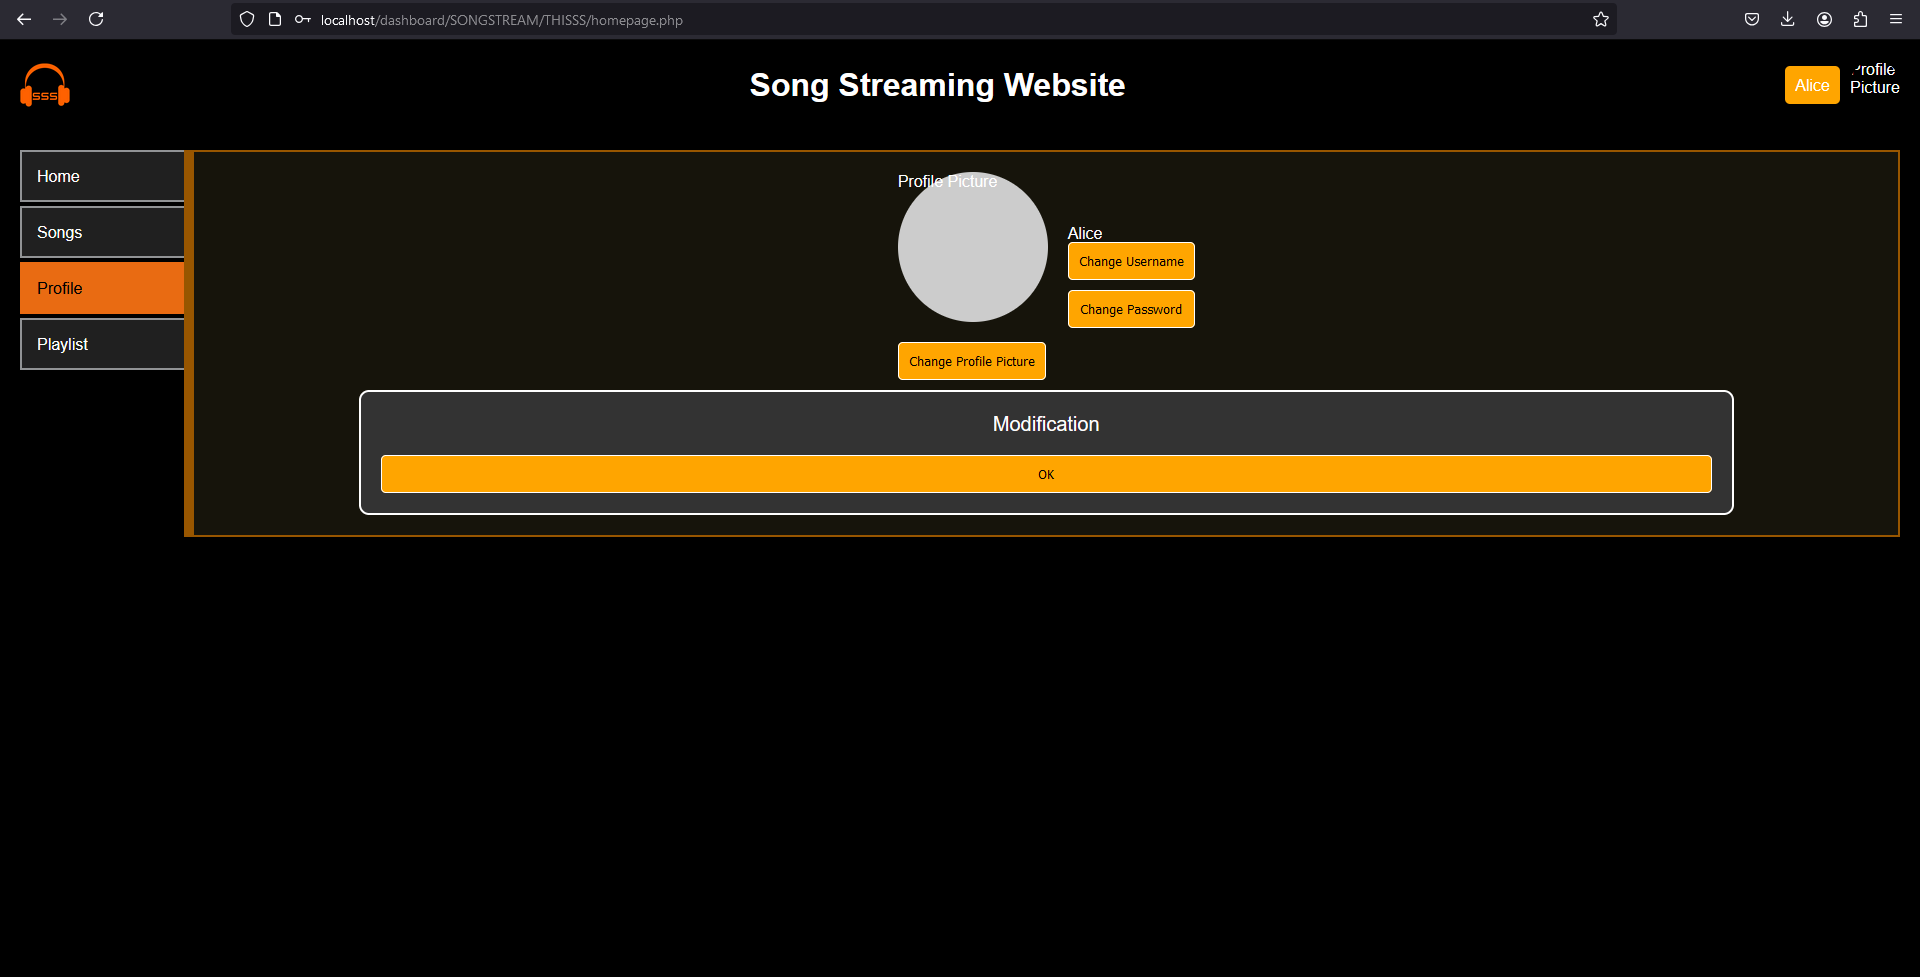 localhost/dashboard/SONGSTREAM/THISSS/homepage.php
SSS
Song Streaming Website
Alice
Profile
Picture
Home
Songs
Profile
Playlist
Profile Picture
Alice
Change Username
Change Password
Change Profile Picture
Modification
OK